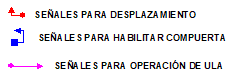 SEÑALES PARA DESPLAZAMIENTO
SEÑALES PARA HABILITAR COMPUERTA
SEÑALES PARA OPERACIÓN DE ULA